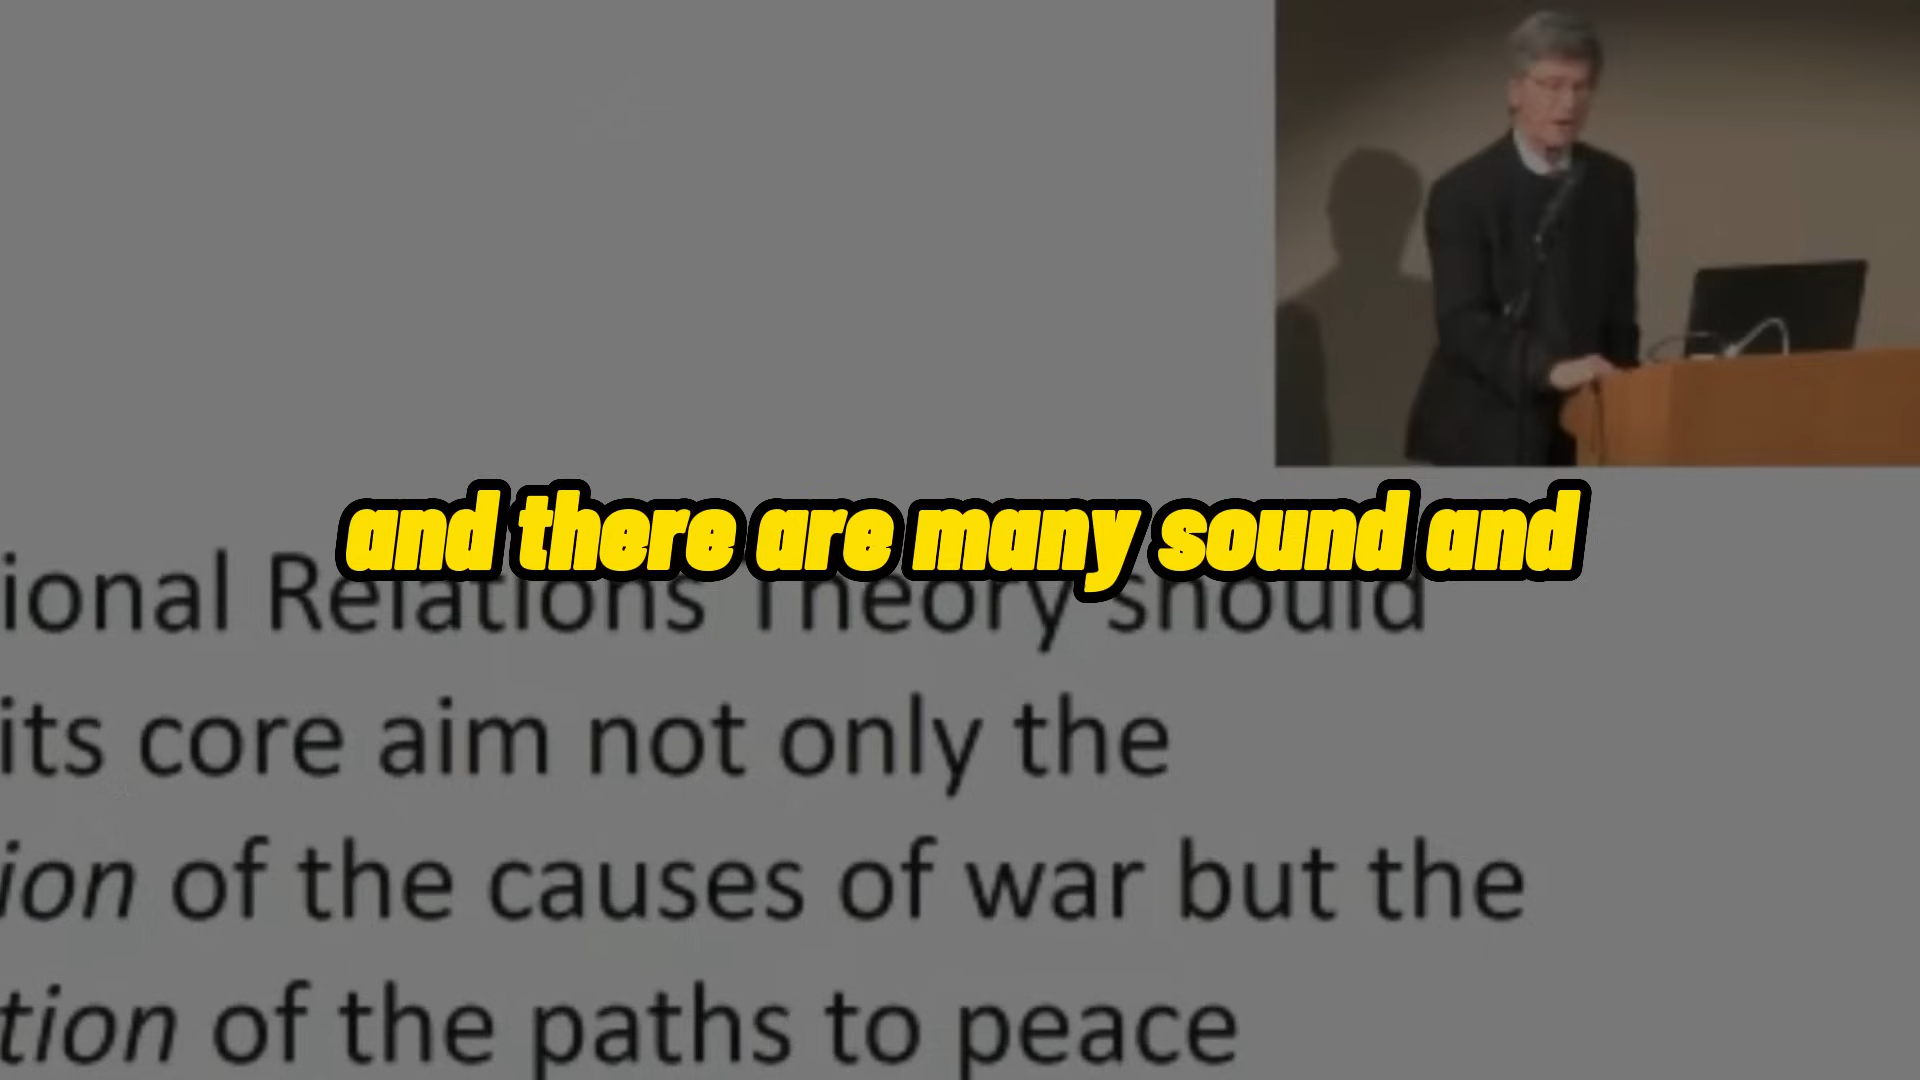 and there are many sound and
ional Relations Theory should
its core aim not only the
ion of the causes of war but the
tion of the paths to peace